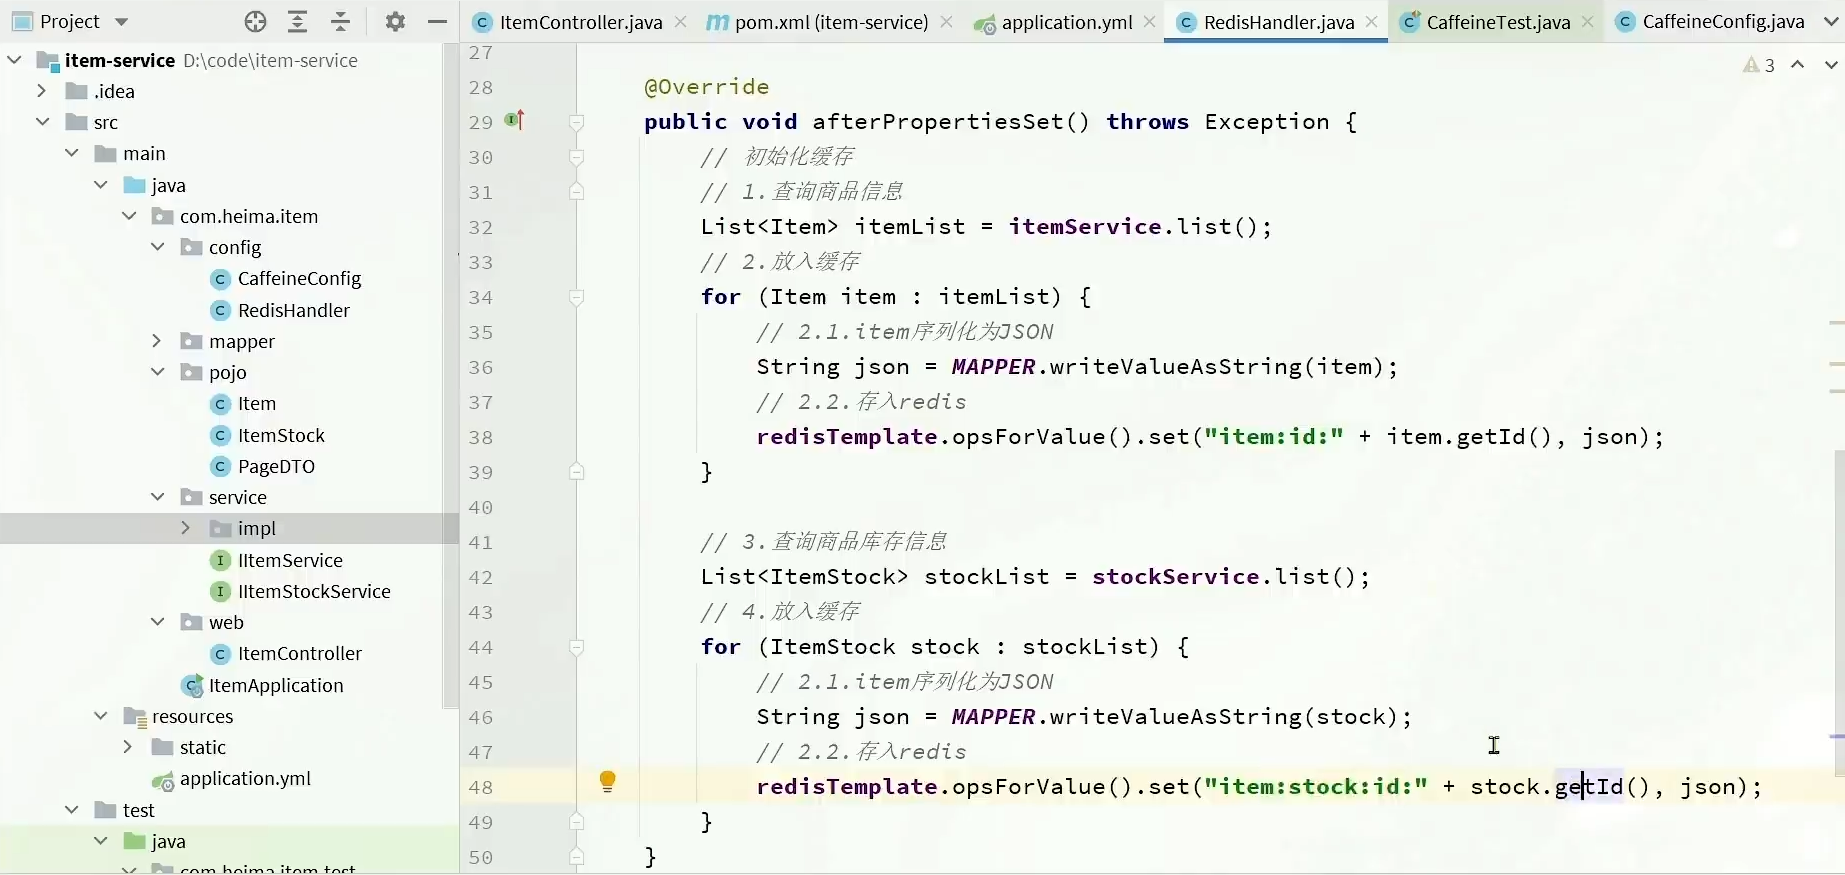 Project
ItemController.java
pom.xml (item-service)
application.yml
RedisHandler.java
CaffeineTest.java
CaffeineConfig.java
item-service D:\code\item-service
.idea
src
main
java
com.heima.item
config
CaffeineConfig
RedisHandler
mapper
pojo
Item
ItemStock
PageDTO
service
impl
IItemService
IItemStockService
web
ItemController
ItemApplication
resources
static
application.yml
test
java
com.heima.item.test
3
27
28 @Override
29 public void afterPropertiesSet() throws Exception {
30 // 初始化缓存
31 // 1.查询商品信息
32 List<Item> itemList = itemService.list();
33 // 2.放入缓存
34 for (Item item : itemList) {
35 // 2.1.item序列化为JSON
36 String json = MAPPER.writeValueAsString(item);
37 // 2.2.存入redis
38 redisTemplate.opsForValue().set("item:id:" + item.getId(), json);
39 }
40
41 // 3.查询商品库存信息
42 List<ItemStock> stockList = stockService.list();
43 // 4.放入缓存
44 for (ItemStock stock : stockList) {
45 // 2.1.item序列化为JSON
46 String json = MAPPER.writeValueAsString(stock);
47 // 2.2.存入redis
48 redisTemplate.opsForValue().set("item:stock:id:" + stock.getId(), json);
49 }
50 }